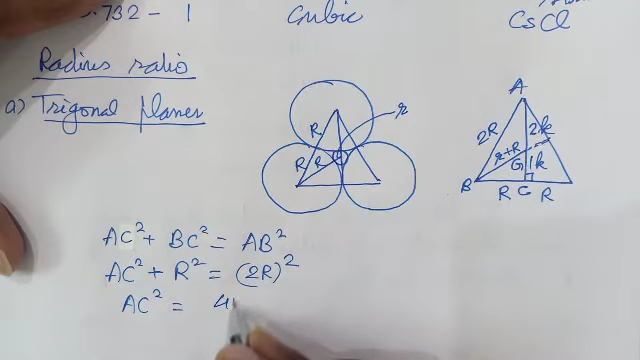 .732 - 1
Cubic
CsCl
Radius ratio
a) Trigonal planer
R
R
R
r
A
2R
2k
r+R
G
1k
B
R
C
R
AC² + BC² = AB²
AC² + R² = (2R)²
AC² = 4